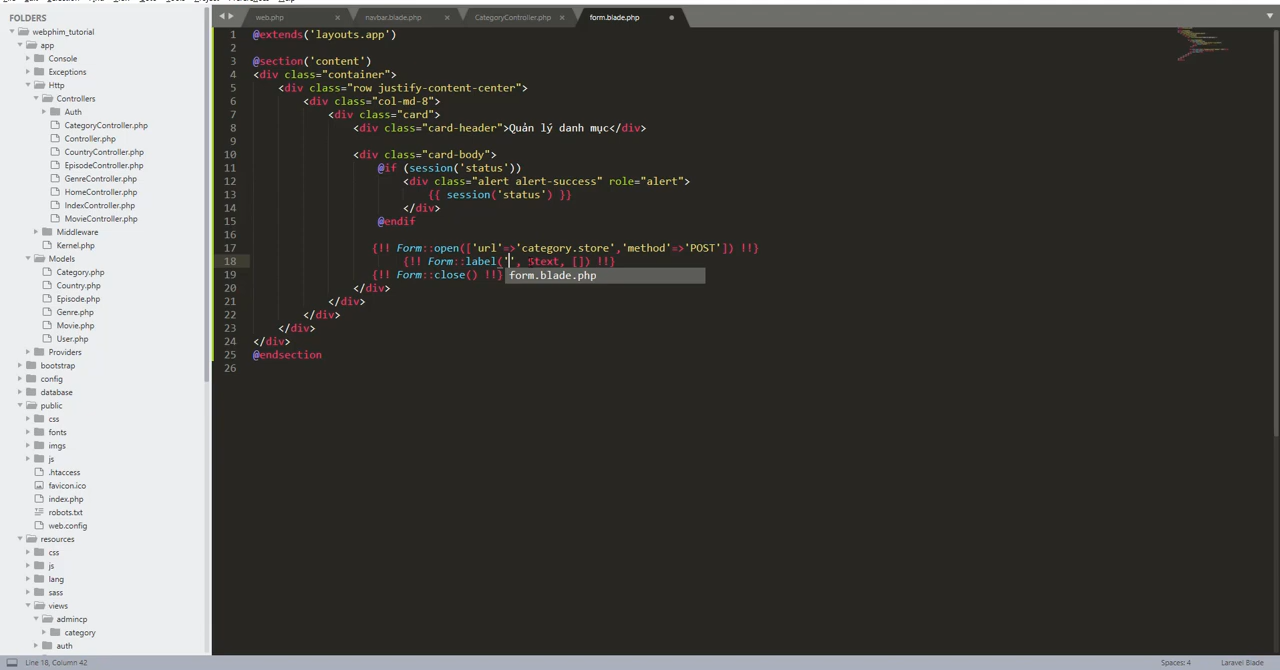 FOLDERS
webphim_tutorial
app
Console
Exceptions
Http
Controllers
Auth
CategoryController.php
Controller.php
CountryController.php
EpisodeController.php
GenreController.php
HomeController.php
IndexController.php
MovieController.php
Middleware
Kernel.php
Models
Category.php
Country.php
Episode.php
Genre.php
Movie.php
User.php
Providers
bootstrap
config
database
public
css
fonts
imgs
js
.htaccess
favicon.ico
index.php
robots.txt
web.config
resources
css
js
lang
sass
views
admincp
category
auth
web.php × navbar.blade.php × CategoryController.php × form.blade.php
1 @extends('layouts.app')
2
3 @section('content')
4 <div class="container">
5 <div class="row justify-content-center">
6 <div class="col-md-8">
7 <div class="card">
8 <div class="card-header">Quản lý danh mục</div>
9
10 <div class="card-body">
11 @if (session('status'))
12 <div class="alert alert-success" role="alert">
13 {{ session('status') }}
14 </div>
15 @endif
16
17 {!! Form::open(['url'=>'category.store','method'=>'POST']) !!}
18 {!! Form::label('', $text, []) !!}
19 {!! Form::close() !!}
form.blade.php
20 </div>
21 </div>
22 </div>
23 </div>
24 </div>
25 @endsection
26
Line 18, Column 42
Spaces: 4
Laravel Blade